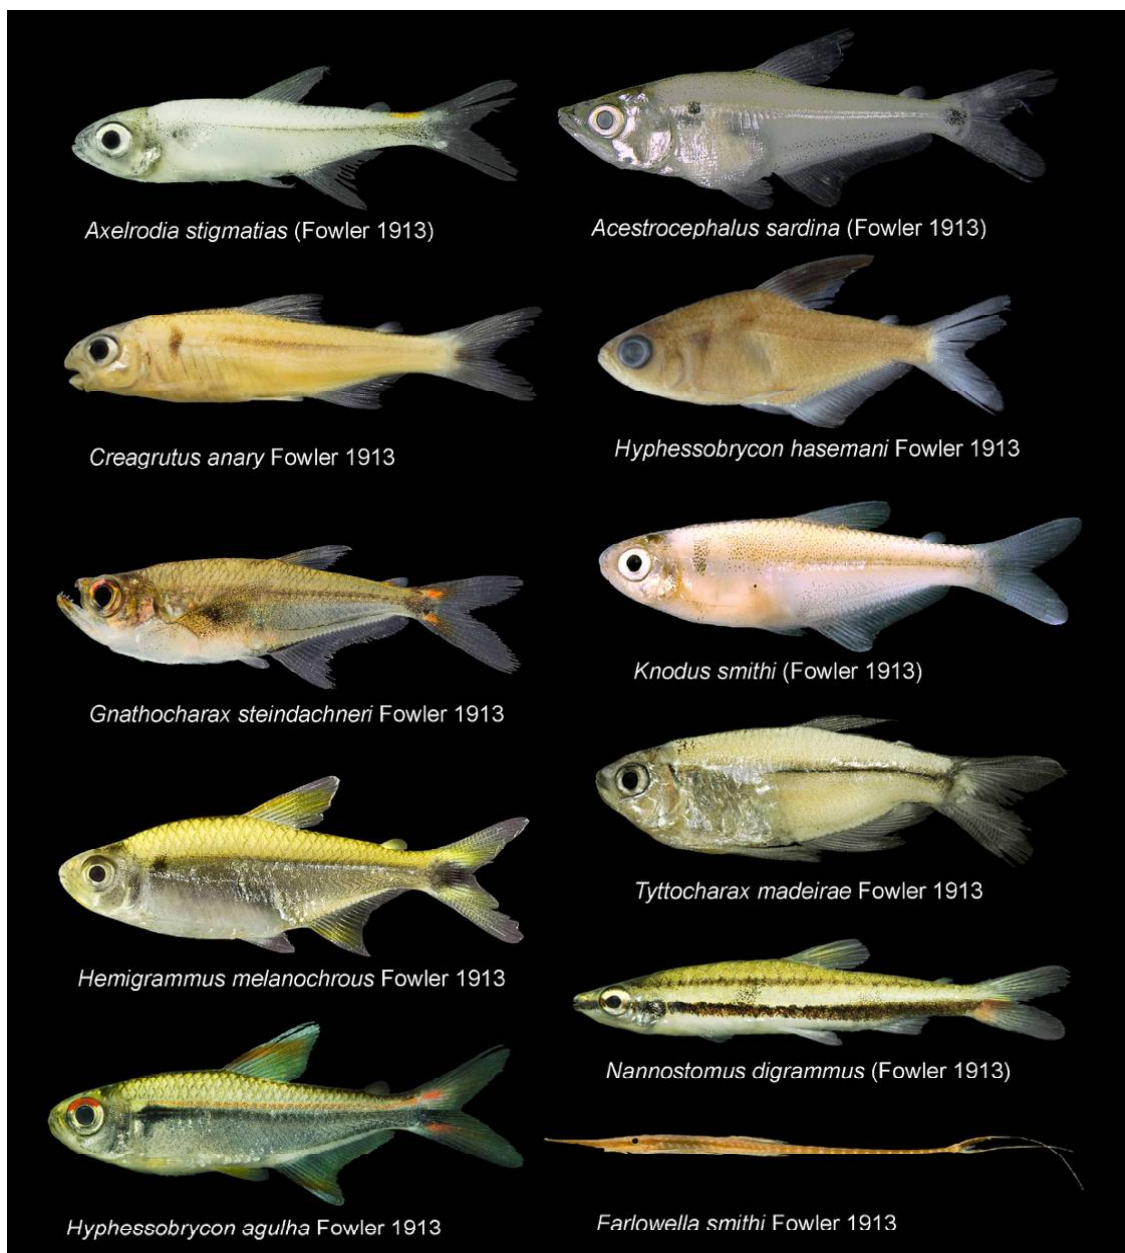 Axelrodia stigmatias (Fowler 1913)
Acestrocephalus sardina (Fowler 1913)
Creagrutus anary Fowler 1913
Hyphessobrycon hasemani Fowler 1913
Gnathocharax steindachneri Fowler 1913
Knodus smithi (Fowler 1913)
Tyttocharax madeirae Fowler 1913
Hemigrammus melanochrous Fowler 1913
Nannostomus digrammus (Fowler 1913)
Hyphessobrycon agulha Fowler 1913
Farlowella smithi Fowler 1913